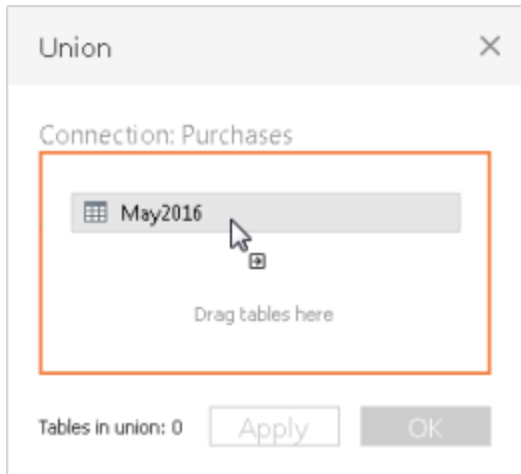 Union
Connection: Purchases
May2016
Drag tables here
Tables in union: 0 Apply OK